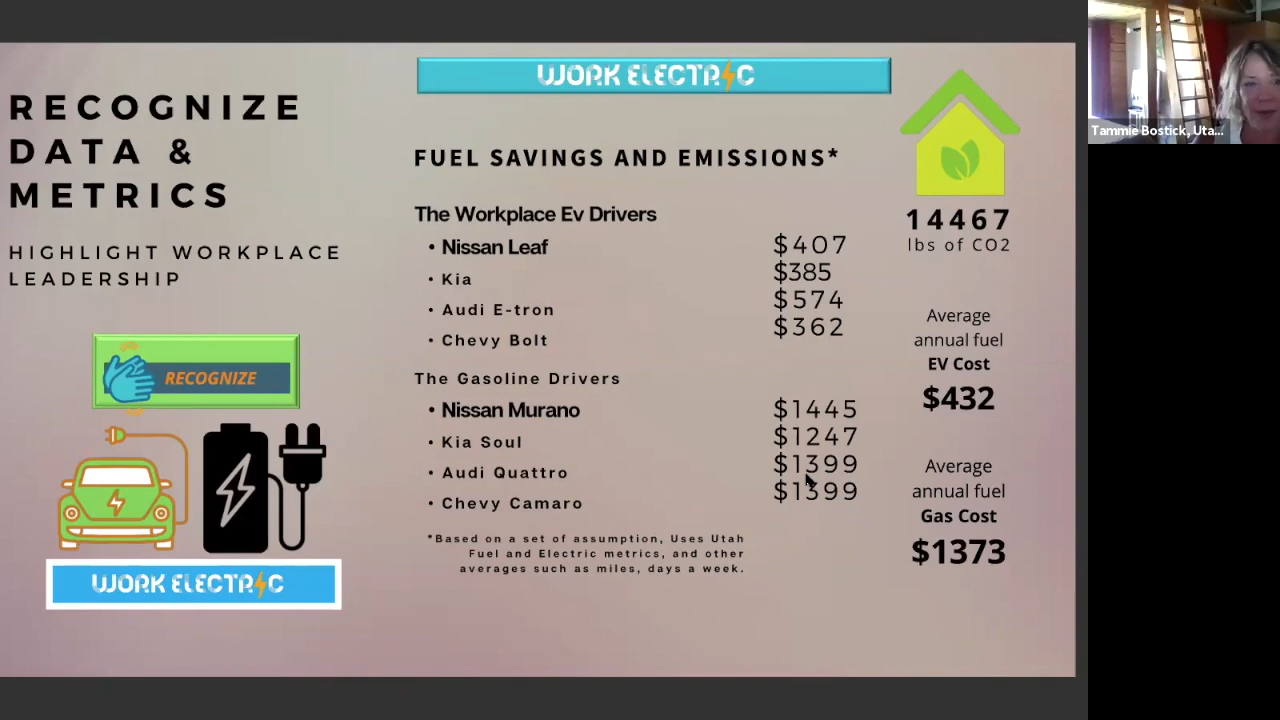 RECOGNIZE
DATA &
METRICS
HIGHLIGHT WORKPLACE
LEADERSHIP
RECOGNIZE
WORK ELECTRIC
WORK ELECTRIC
FUEL SAVINGS AND EMISSIONS*
The Workplace Ev Drivers
• Nissan Leaf $407
• Kia $385
• Audi E-tron $574
• Chevy Bolt $362
The Gasoline Drivers
• Nissan Murano $1445
• Kia Soul $1247
• Audi Quattro $1399
• Chevy Camaro $1399
*Based on a set of assumption, Uses Utah
Fuel and Electric metrics, and other
averages such as miles, days a week.
14467
lbs of CO2
Average
annual fuel
EV Cost
$432
Average
annual fuel
Gas Cost
$1373
Tammie Bostick, Uta...